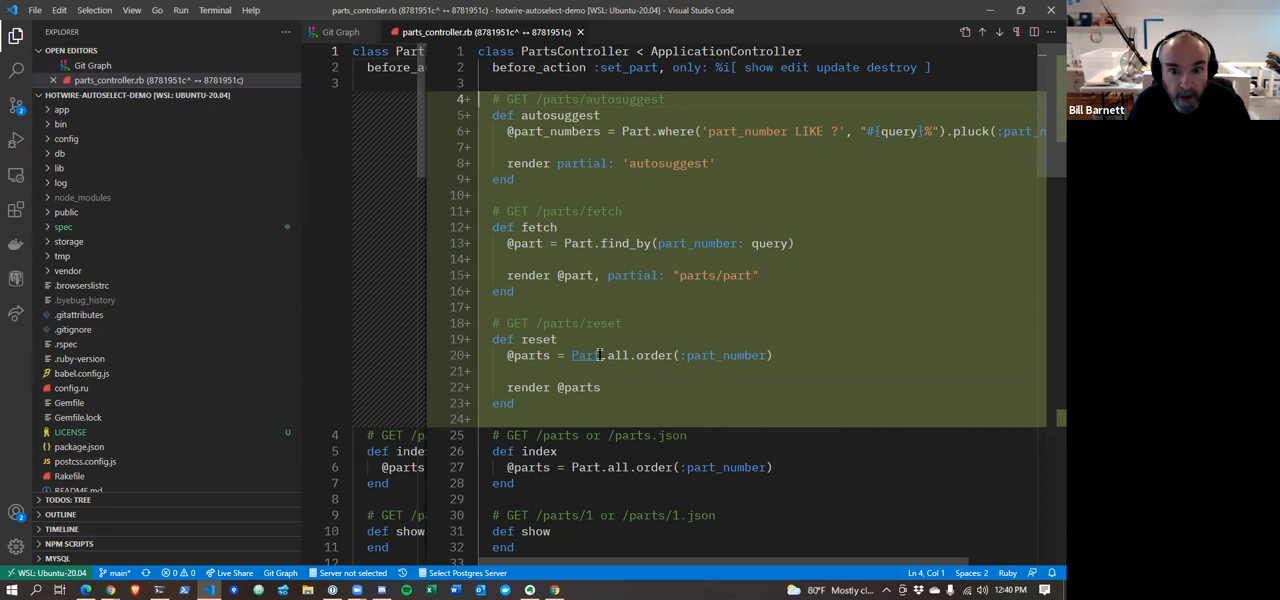 File Edit Selection View Go Run Terminal Help
parts_controller.rb (8781951c^ ↔ 8781951c) - hotwire-autoselect-demo [WSL: Ubuntu-20.04] - Visual Studio Code
EXPLORER
OPEN EDITORS
Git Graph
parts_controller.rb (8781951c^ ↔ 8781951c)
HOTWIRE-AUTOSELECT-DEMO [WSL: UBUNTU-20.04]
app
bin
config
db
lib
log
node_modules
public
spec
storage
tmp
vendor
.browserslistrc
.byebug_history
.gitattributes
.gitignore
.rspec
.ruby-version
babel.config.js
config.ru
Gemfile
Gemfile.lock
LICENSE U
package.json
postcss.config.js
Rakefile
README.md
TODOS: TREE
OUTLINE
TIMELINE
NPM SCRIPTS
MYSQL
Git Graph
parts_controller.rb (8781951c^ ↔ 8781951c)
1 class Part
2 before_a
3
4 # GET /p
5 def inde
6 @parts
7 end
8
9 # GET /p
10 def show
11 end
12
1 class PartsController < ApplicationController
2 before_action :set_part, only: %i[ show edit update destroy ]
3
4+ # GET /parts/autosuggest
5+ def autosuggest
6+ @part_numbers = Part.where('part_number LIKE ?', "#{query}%").pluck(:part_n
7+
8+ render partial: 'autosuggest'
9+ end
10+
11+ # GET /parts/fetch
12+ def fetch
13+ @part = Part.find_by(part_number: query)
14+
15+ render @part, partial: "parts/part"
16+ end
17+
18+ # GET /parts/reset
19+ def reset
20+ @parts = Part.all.order(:part_number)
21+
22+ render @parts
23+ end
24+
25 # GET /parts or /parts.json
26 def index
27 @parts = Part.all.order(:part_number)
28 end
29
30 # GET /parts/1 or /parts/1.json
31 def show
32 end
33
Bill Barnett
2
2
WSL: Ubuntu-20.04 main* 0 0 Live Share Git Graph Server not selected Select Postgres Server Ln 4, Col 1 Spaces: 2 Ruby
80°F Mostly cl... 12:40 PM